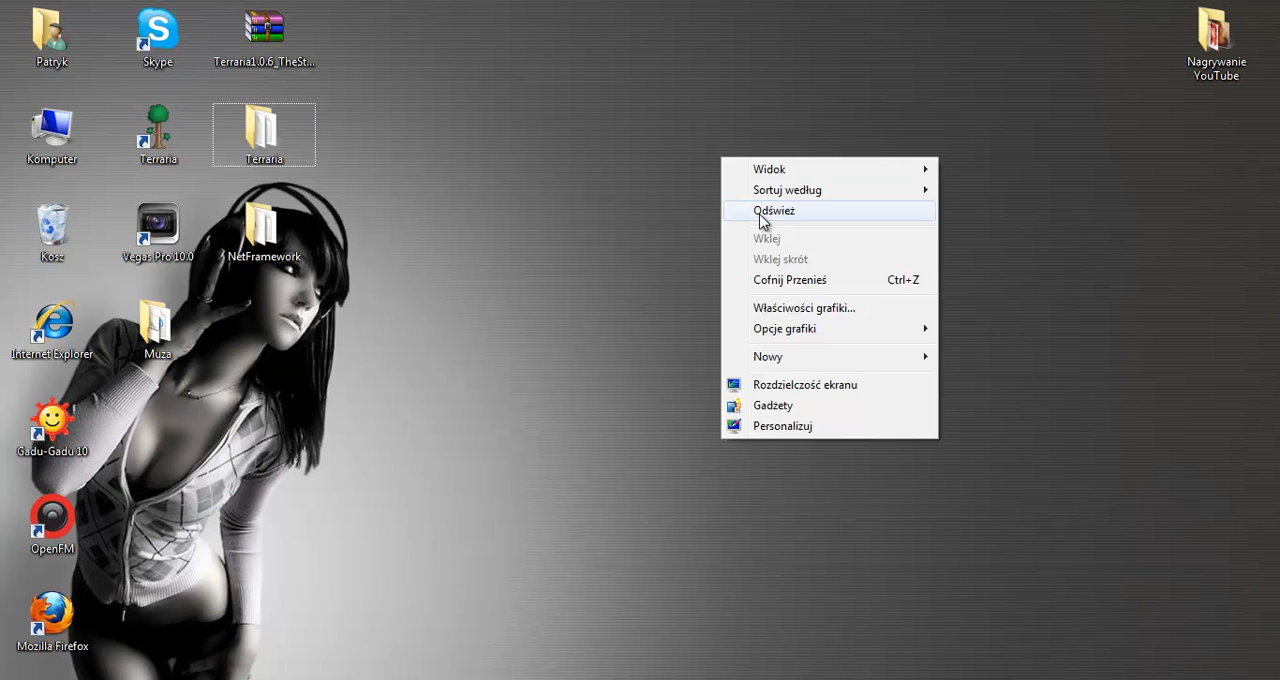 Patryk
Skype
Terraria1.0.6_TheSt...
Nagrywanie
YouTube
Komputer
Terraria
Terraria
Kosz
Vegas Pro 10.0
NetFramework
Internet Explorer
Muza
Gadu-Gadu 10
OpenFM
Mozilla Firefox
Widok
Sortuj według
Odśwież
Wklej
Wklej skrót
Cofnij Przenieś Ctrl+Z
Właściwości grafiki...
Opcje grafiki
Nowy
Rozdzielczość ekranu
Gadżety
Personalizuj